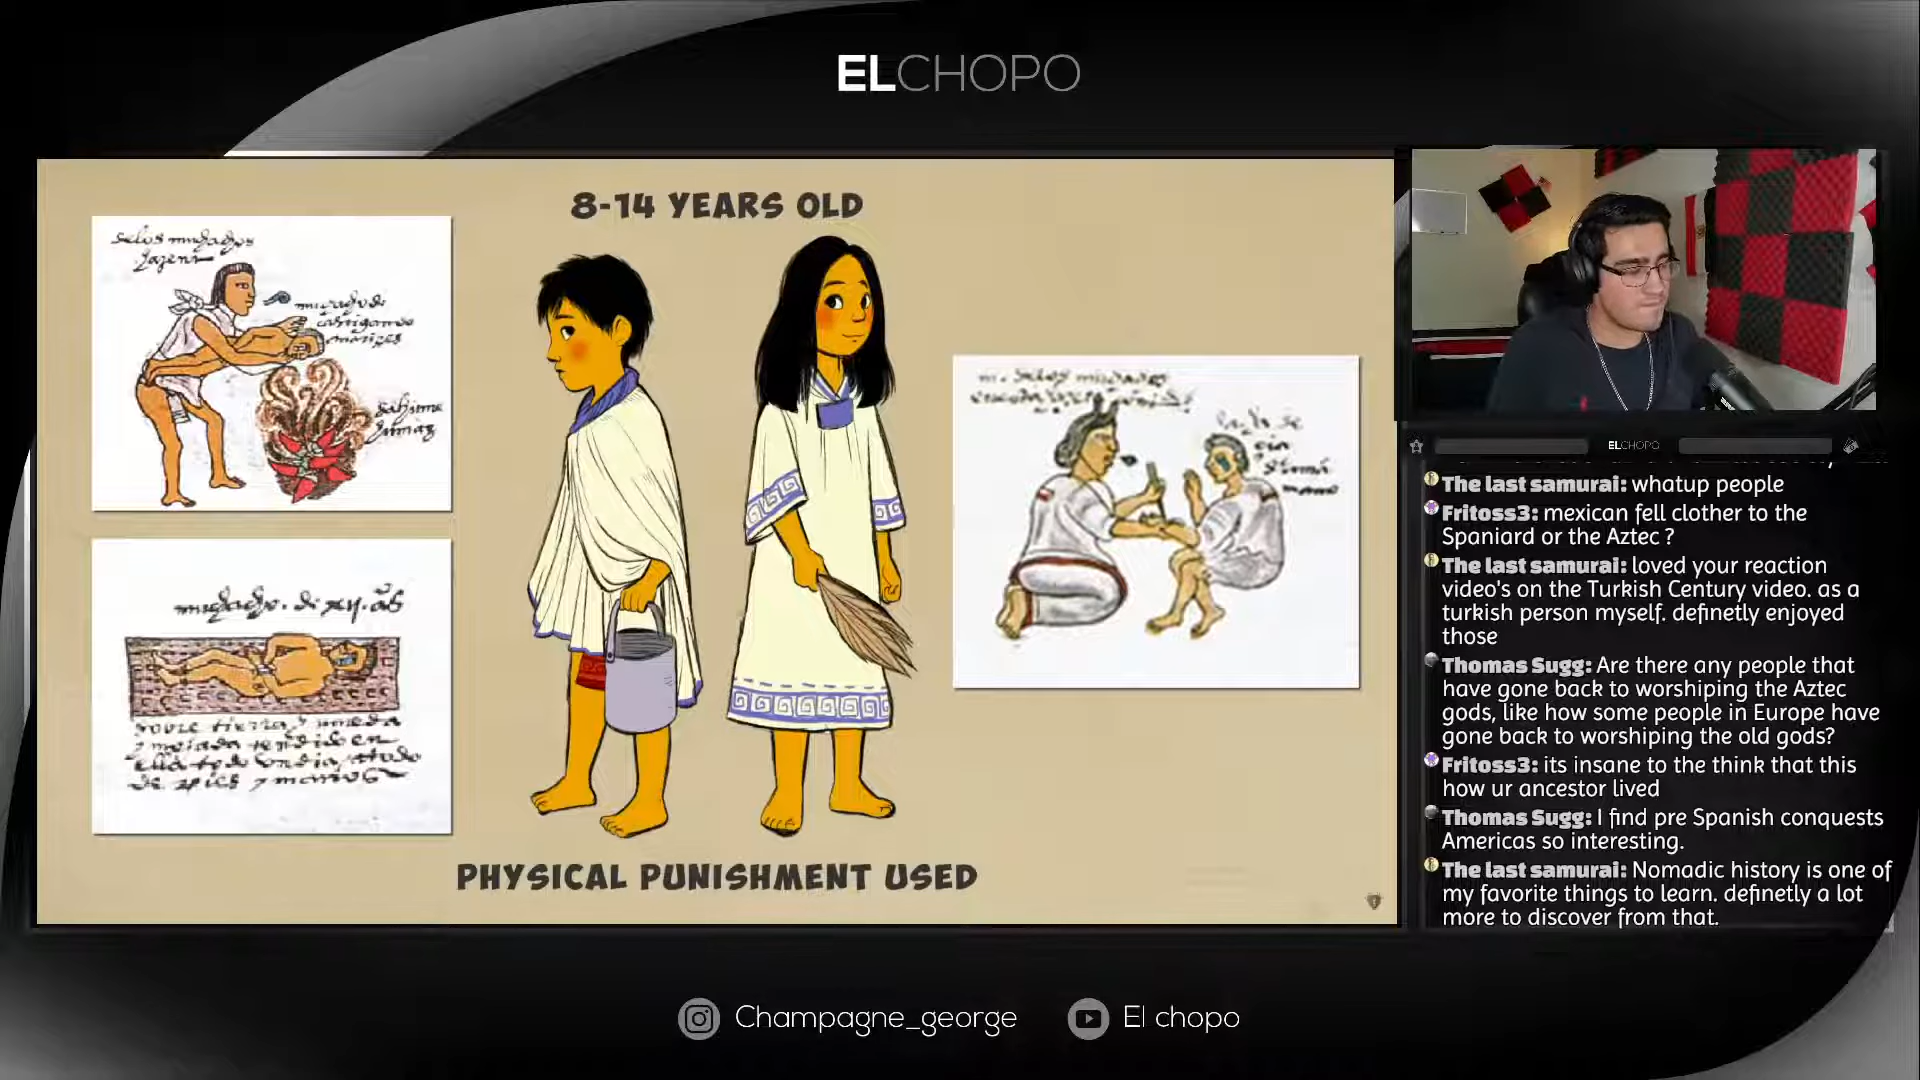 ELCHOPO
8-14 YEARS OLD
PHYSICAL PUNISHMENT USED
ELCHOPO
The last samurai: whatup people
Fritoss3: mexican fell clother to the
Spaniard or the Aztec ?
The last samurai: loved your reaction
video's on the Turkish Century video. as a
turkish person myself. definetly enjoyed
those
Thomas Sugg: Are there any people that
have gone back to worshiping the Aztec
gods, like how some people in Europe have
gone back to worshiping the old gods?
Fritoss3: its insane to the think that this
how ur ancestor lived
Thomas Sugg: I find pre Spanish conquests
Americas so interesting.
The last samurai: Nomadic history is one of
my favorite things to learn. definetly a lot
more to discover from that.
Champagne_george
El chopo